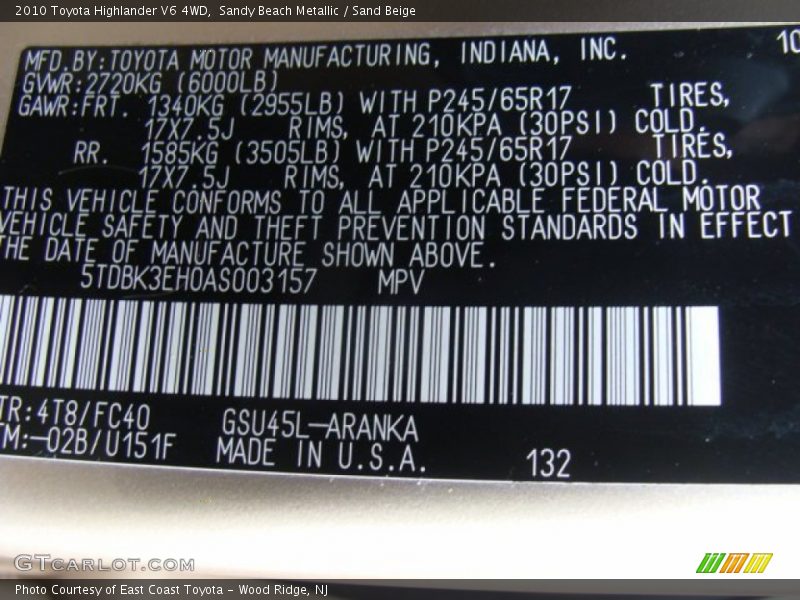 2010 Toyota Highlander V6 4WD, Sandy Beach Metallic / Sand Beige
10
MFD.BY:TOYOTA MOTOR MANUFACTURING, INDIANA, INC.
GVWR:2720KG (6000LB)
GAWR:FRT. 1340KG (2955LB) WITH P245/65R17 TIRES,
17X7.5J RIMS, AT 210KPA (30PSI) COLD.
RR. 1585KG (3505LB) WITH P245/65R17 TIRES,
17X7.5J RIMS, AT 210KPA (30PSI) COLD.
THIS VEHICLE CONFORMS TO ALL APPLICABLE FEDERAL MOTOR
VEHICLE SAFETY AND THEFT PREVENTION STANDARDS IN EFFECT
THE DATE OF MANUFACTURE SHOWN ABOVE.
5TDBK3EH0AS003157 MPV
TR:4T8/FC40 GSU45L-ARANKA
TM:-02B/U151F MADE IN U.S.A. 132
GTCARLOT.COM
Photo Courtesy of East Coast Toyota - Wood Ridge, NJ